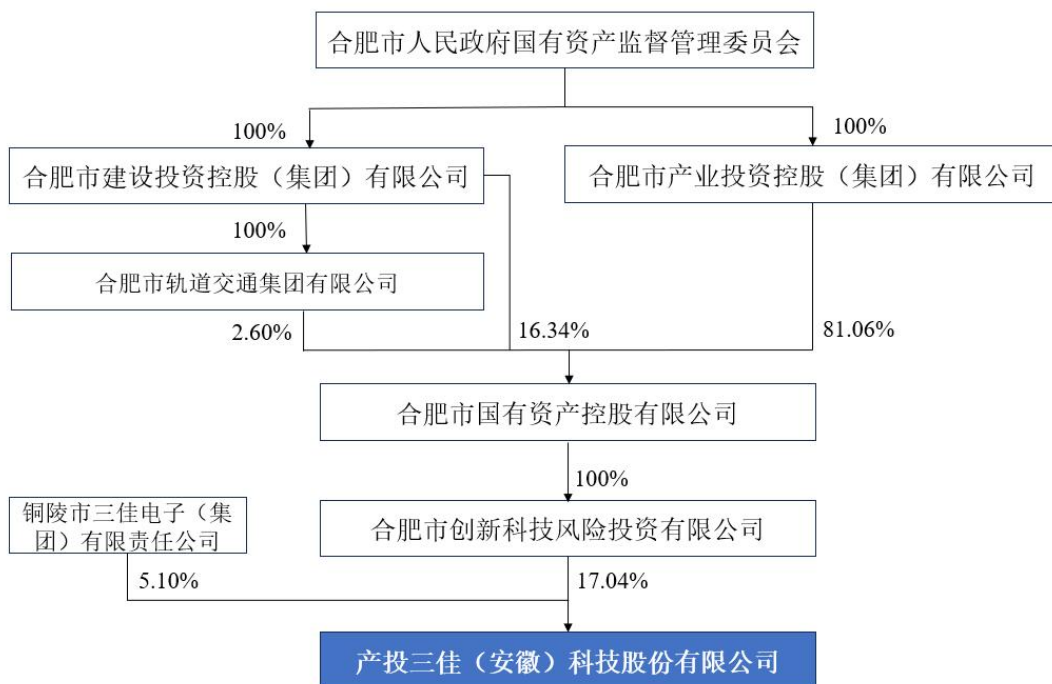 合肥市人民政府国有资产监督管理委员会
100%
100%
合肥市建设投资控股（集团）有限公司
合肥市产业投资控股（集团）有限公司
100%
合肥市轨道交通集团有限公司
2.60%
16.34%
81.06%
合肥市国有资产控股有限公司
100%
铜陵市三佳电子（集
团）有限责任公司
合肥市创新科技风险投资有限公司
5.10%
17.04%
产投三佳（安徽）科技股份有限公司